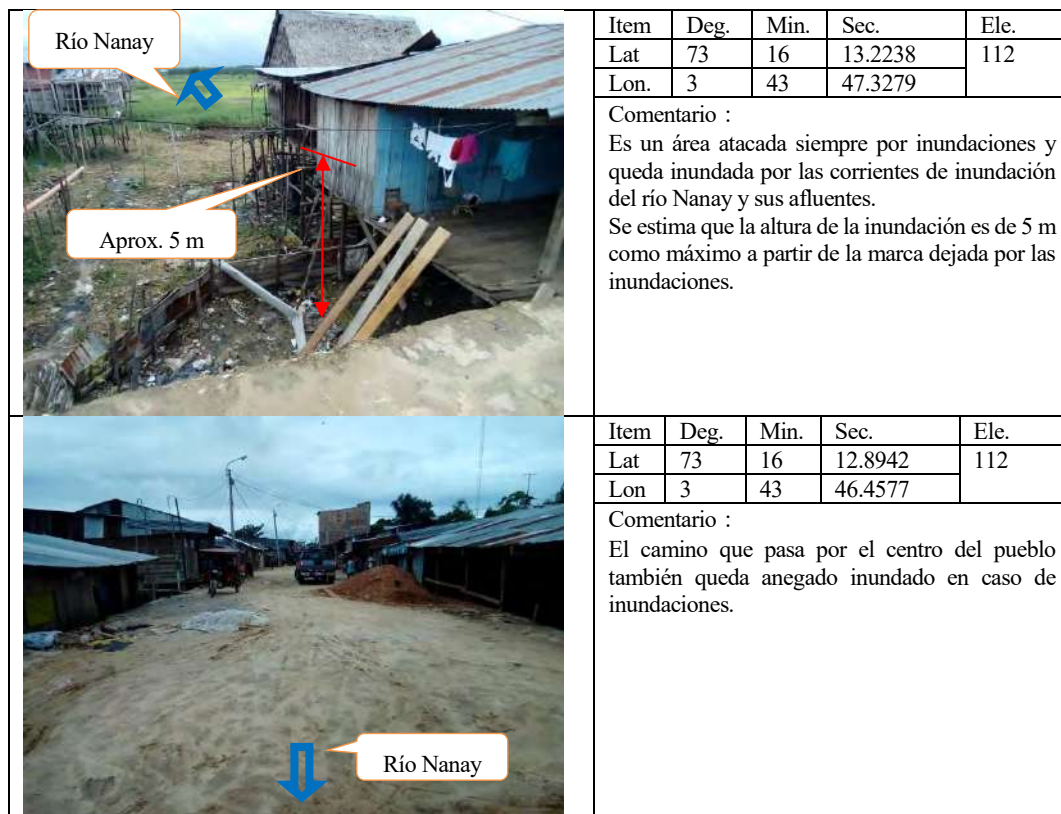 Río Nanay
Aprox. 5 m
Item Deg. Min. Sec. Ele.
Lat 73 16 13.2238 112
Lon. 3 43 47.3279
Comentario :
Es un área atacada siempre por inundaciones y
queda inundada por las corrientes de inundación
del río Nanay y sus afluentes.
Se estima que la altura de la inundación es de 5 m
como máximo a partir de la marca dejada por las
inundaciones.
Río Nanay
Item Deg. Min. Sec. Ele.
Lat 73 16 12.8942 112
Lon 3 43 46.4577
Comentario :
El camino que pasa por el centro del pueblo
también queda anegado inundado en caso de
inundaciones.